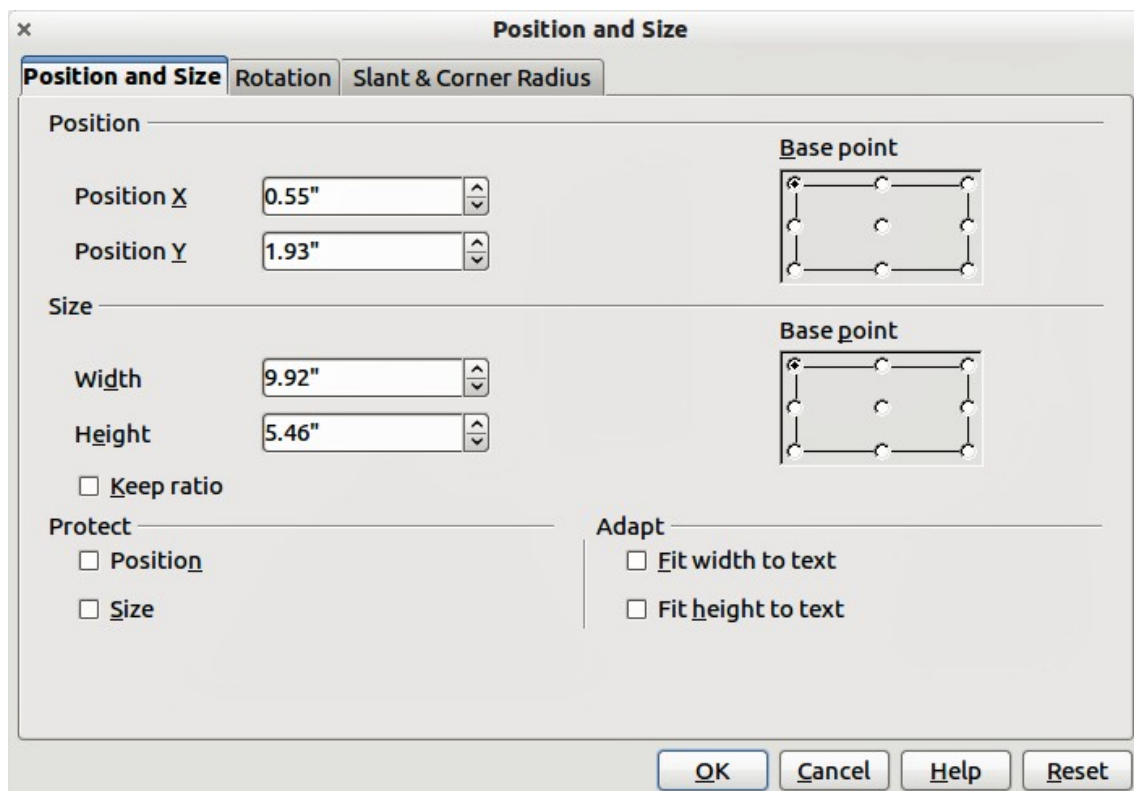 Position and Size
Position and Size Rotation Slant & Corner Radius
Position
Base point
Position X 0.55"
Position Y 1.93"
Size
Base point
Width 9.92"
Height 5.46"
Keep ratio
Protect Adapt
Position Fit width to text
Size Fit height to text
OK Cancel Help Reset